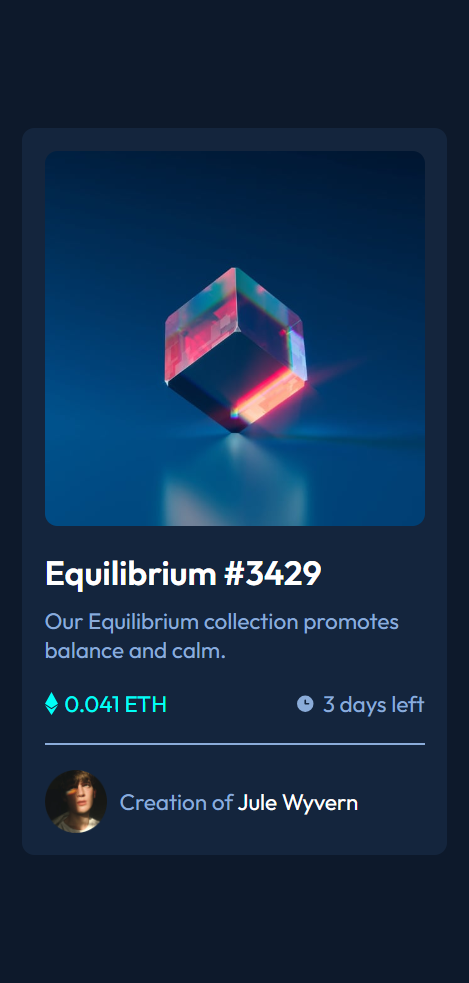 Equilibrium #3429
Our Equilibrium collection promotes
balance and calm.
0.041 ETH
3 days left
Creation of Jule Wyvern